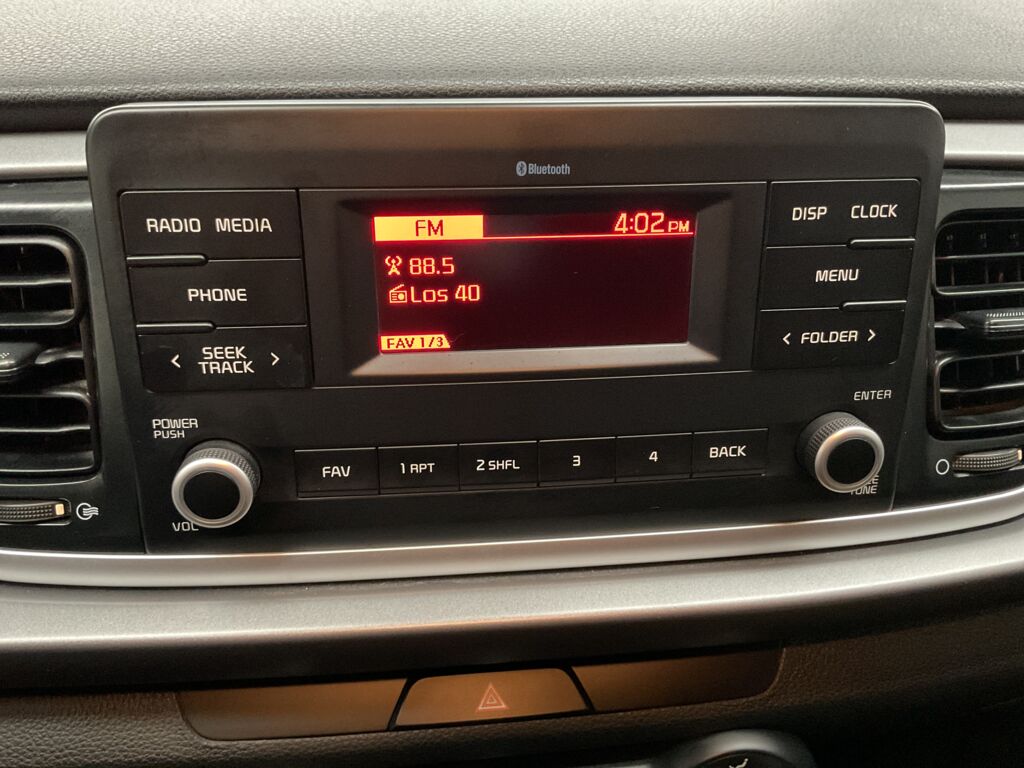 Bluetooth
RADIO MEDIA
PHONE
< SEEK TRACK >
FM 4:02 PM
88.5
Los 40
FAV 1/3
DISP CLOCK
MENU
< FOLDER >
POWER
PUSH
VOL
FAV 1 RPT 2 SHFL 3 4 BACK
ENTER